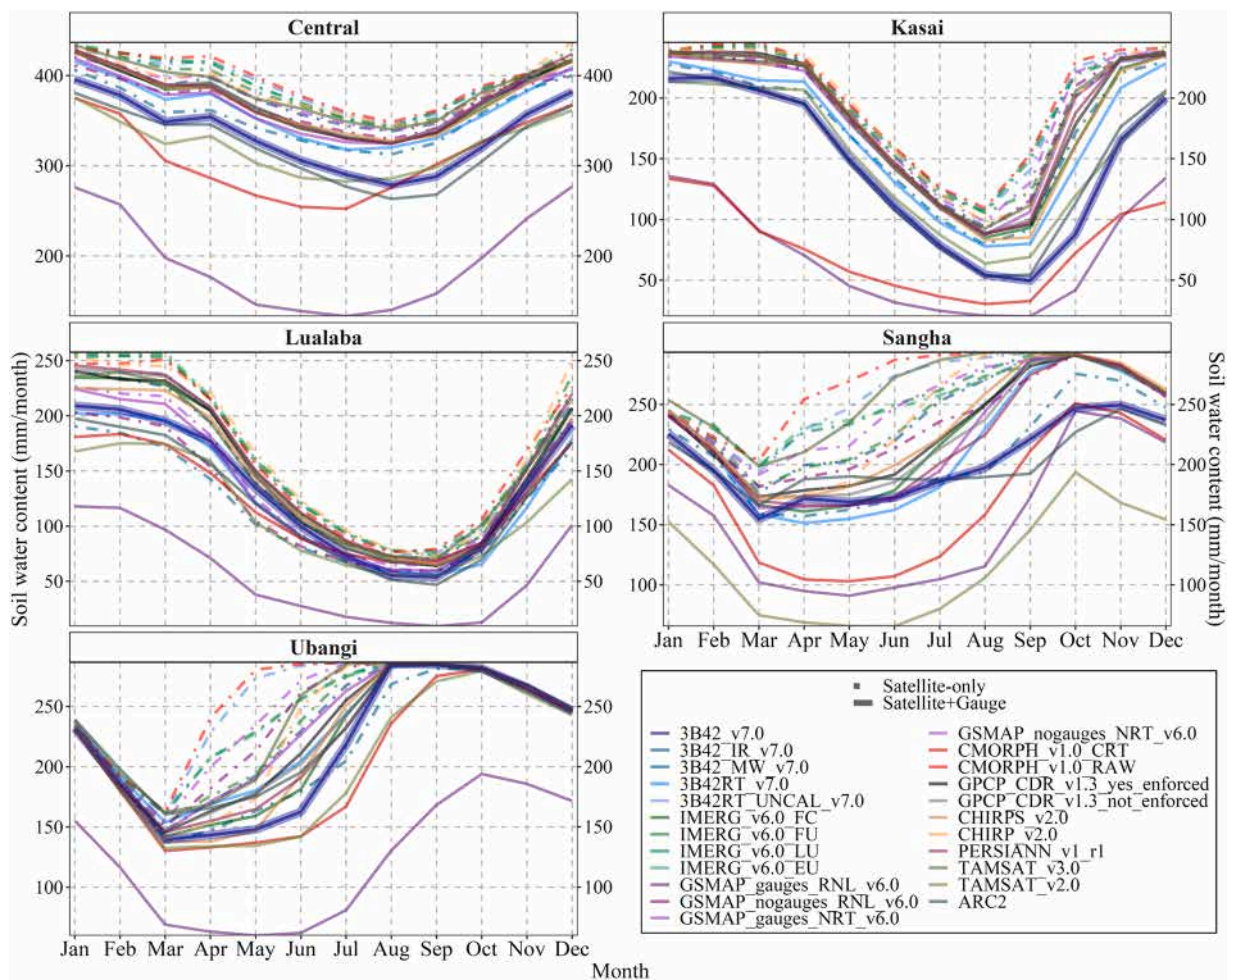 Central
Kasai
400
300
200
400
300
200
200
150
100
50
200
150
100
50
Lualaba
Sangha
250
200
150
100
50
250
200
150
100
50
250
200
150
100
250
200
150
100
Soil water content (mm/month)
Soil water content (mm/month)
Jan Feb Mar Apr May Jun Jul Aug Sep Oct Nov Dec
Ubangi
250
200
150
100
250
200
150
100
Jan Feb Mar Apr May Jun Jul Aug Sep Oct Nov Dec
Month
Satellite-only
Satellite+Gauge
3B42_v7.0
3B42_IR_v7.0
3B42_MW_v7.0
3B42RT_v7.0
3B42RT_UNCAL_v7.0
IMERG_v6.0_FC
IMERG_v6.0_FU
IMERG_v6.0_LU
IMERG_v6.0_EU
GSMAP_gauges_RNL_v6.0
GSMAP_nogauges_RNL_v6.0
GSMAP_gauges_NRT_v6.0
GSMAP_nogauges_NRT_v6.0
CMORPH_v1.0_CRT
CMORPH_v1.0_RAW
GPCP_CDR_v1.3_yes_enforced
GPCP_CDR_v1.3_not_enforced
CHIRPS_v2.0
CHIRP_v2.0
PERSIANN_v1_r1
TAMSAT_v3.0
TAMSAT_v2.0
ARC2